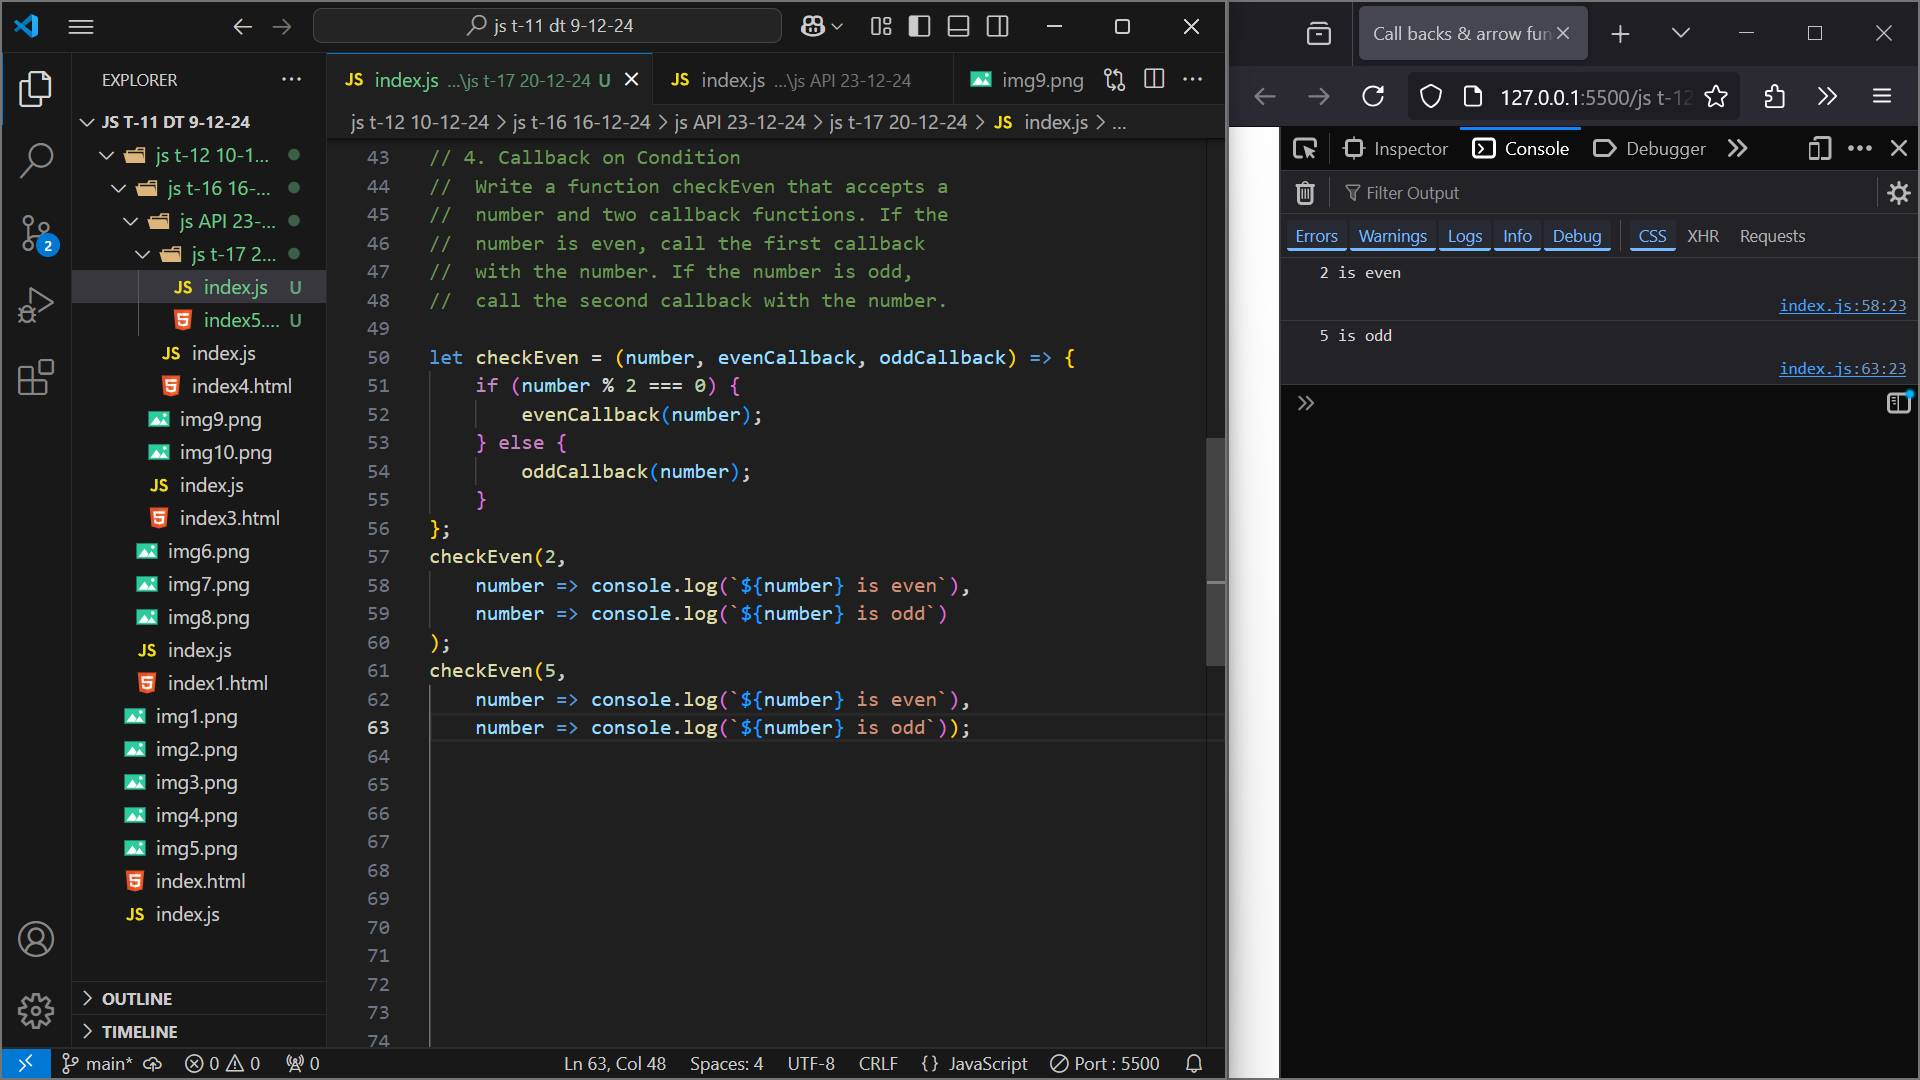 js t-11 dt 9-12-24
EXPLORER
JS T-11 DT 9-12-24
js t-12 10-1...
js t-16 16-...
js API 23-...
js t-17 2...
JS index.js U
index5.... U
JS index.js
index4.html
img9.png
img10.png
JS index.js
index3.html
img6.png
img7.png
img8.png
JS index.js
index1.html
img1.png
img2.png
img3.png
img4.png
img5.png
index.html
JS index.js
OUTLINE
TIMELINE
JS index.js ...\js t-17 20-12-24 U
JS index.js ...\js API 23-12-24
img9.png
js t-12 10-12-24 > js t-16 16-12-24 > js API 23-12-24 > js t-17 20-12-24 > JS index.js > ...
43 // 4. Callback on Condition
44 //  Write a function checkEven that accepts a
45 //  number and two callback functions. If the
46 //  number is even, call the first callback
47 //  with the number. If the number is odd,
48 //  call the second callback with the number.
49
50 let checkEven = (number, evenCallback, oddCallback) => {
51     if (number % 2 === 0) {
52         evenCallback(number);
53     } else {
54         oddCallback(number);
55     }
56 };
57 checkEven(2,
58     number => console.log(`${number} is even`),
59     number => console.log(`${number} is odd`)
60 );
61 checkEven(5,
62     number => console.log(`${number} is even`),
63     number => console.log(`${number} is odd`));
64
65
66
67
68
69
70
71
72
73
74
main* 0 0 0 Ln 63, Col 48 Spaces: 4 UTF-8 CRLF {} JavaScript Port : 5500
2
Call backs & arrow fun
127.0.0.1:5500/js t-12
Inspector Console Debugger
Filter Output
Errors Warnings Logs Info Debug CSS XHR Requests
2 is even
index.js:58:23
5 is odd
index.js:63:23